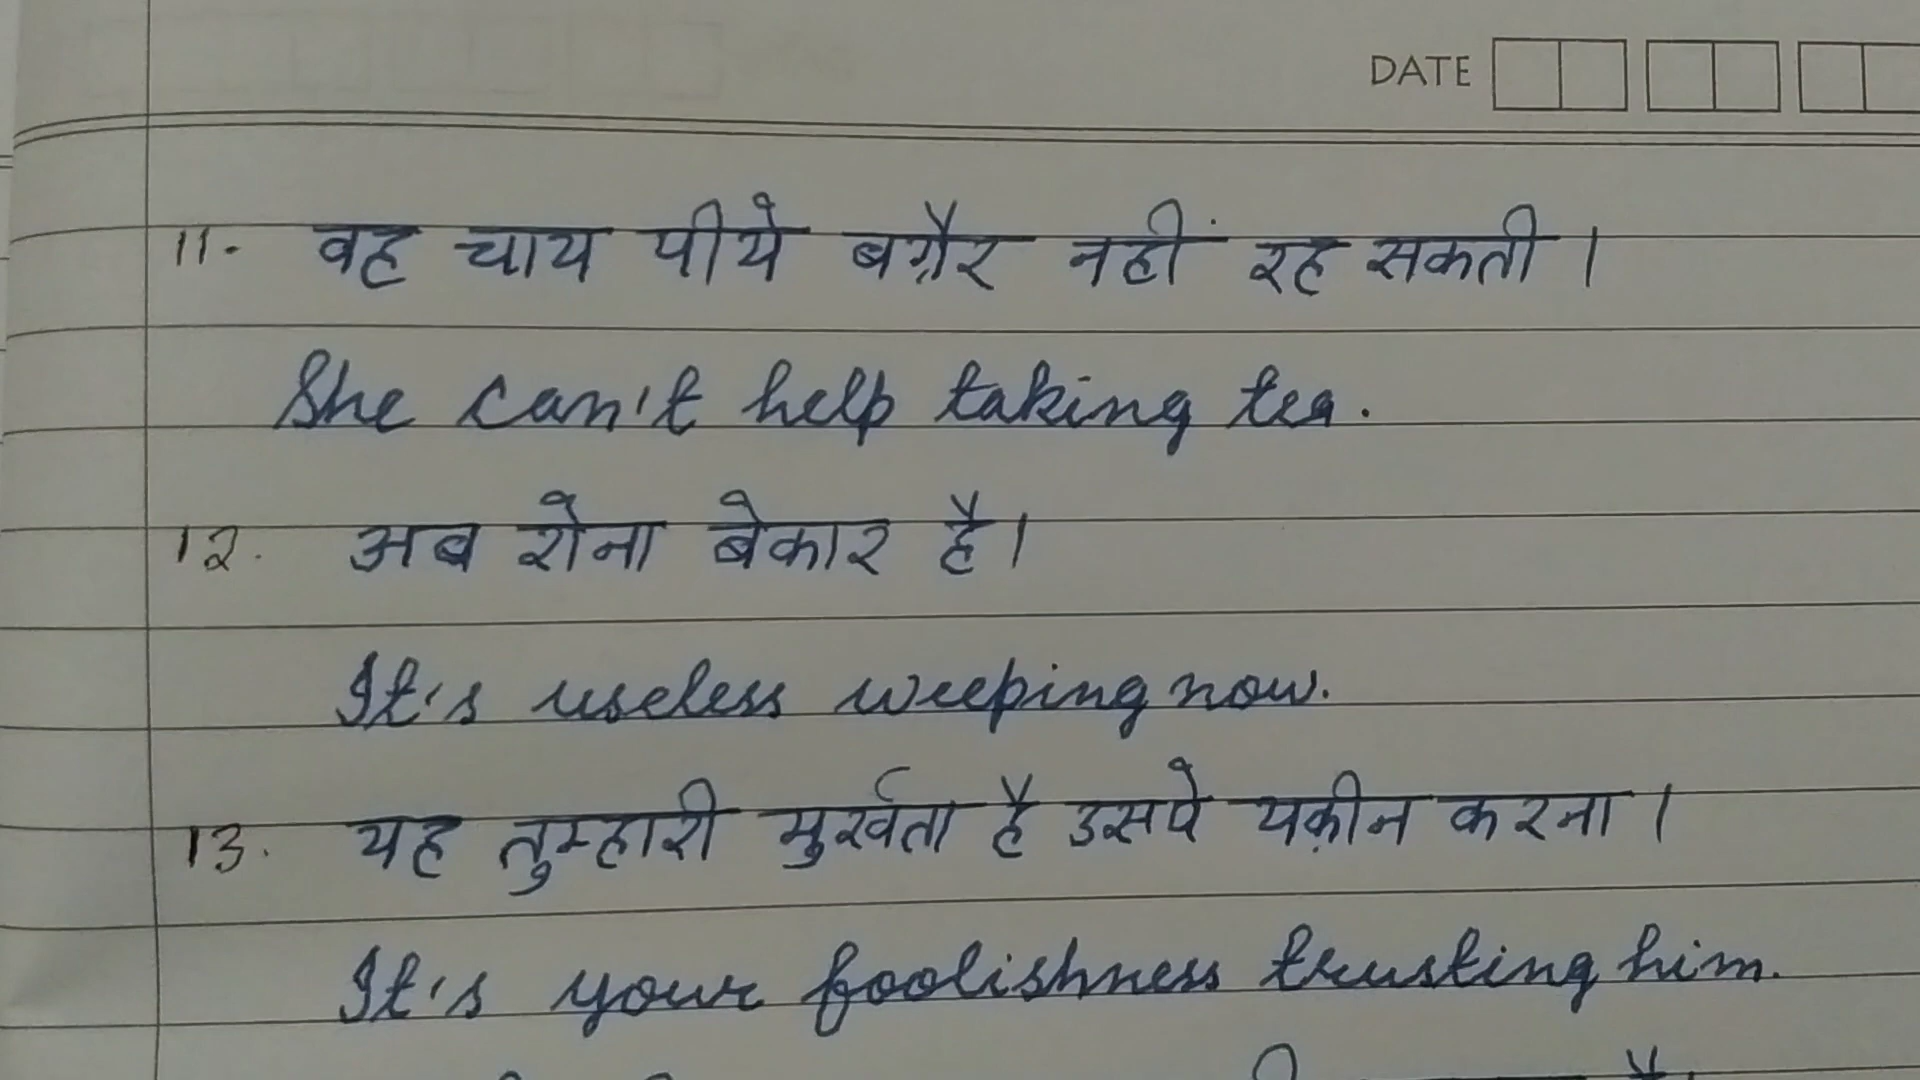 DATE
11. वह चाय पीये बग़ैर नहीं रह सकती ।
She can't help taking tea.
12. अब रोना बेकार है।
It's useless weeping now.
13. यह तुम्हारी मुर्खता है उसपे यक़ीन करना ।
It's your foolishness trusting him.